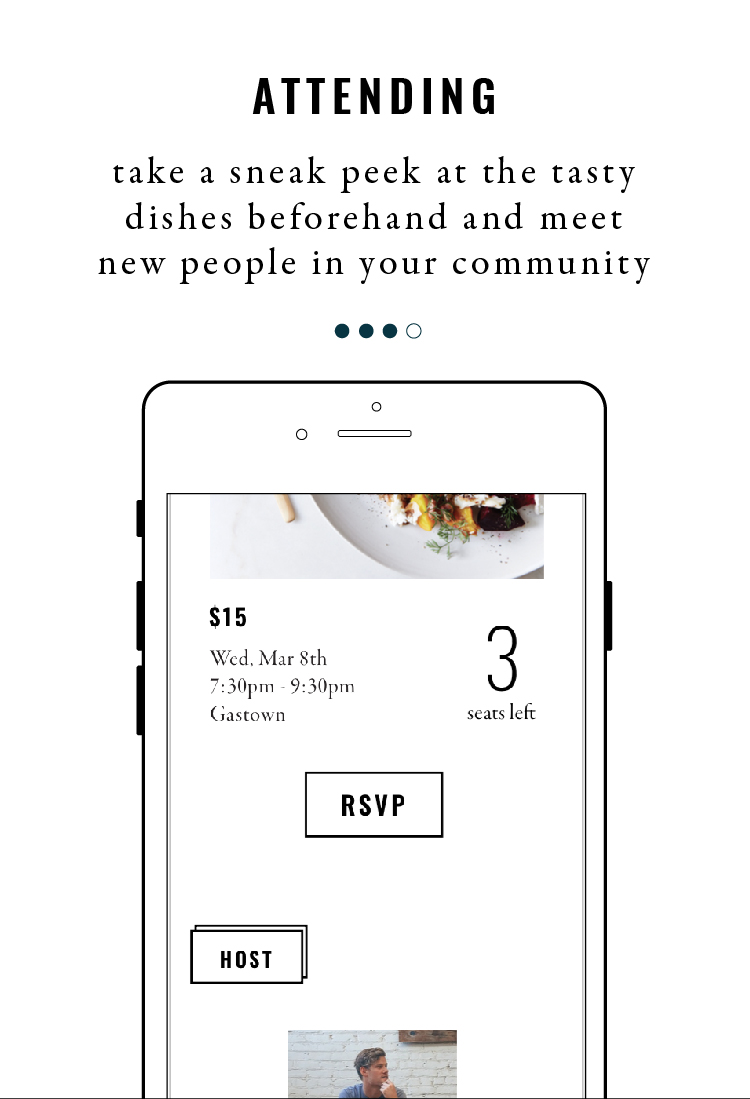 ATTENDING
take a sneak peek at the tasty
dishes beforehand and meet
new people in your community
$15
Wed, Mar 8th
7:30pm - 9:30pm
Gastown
3
seats left
RSVP
HOST